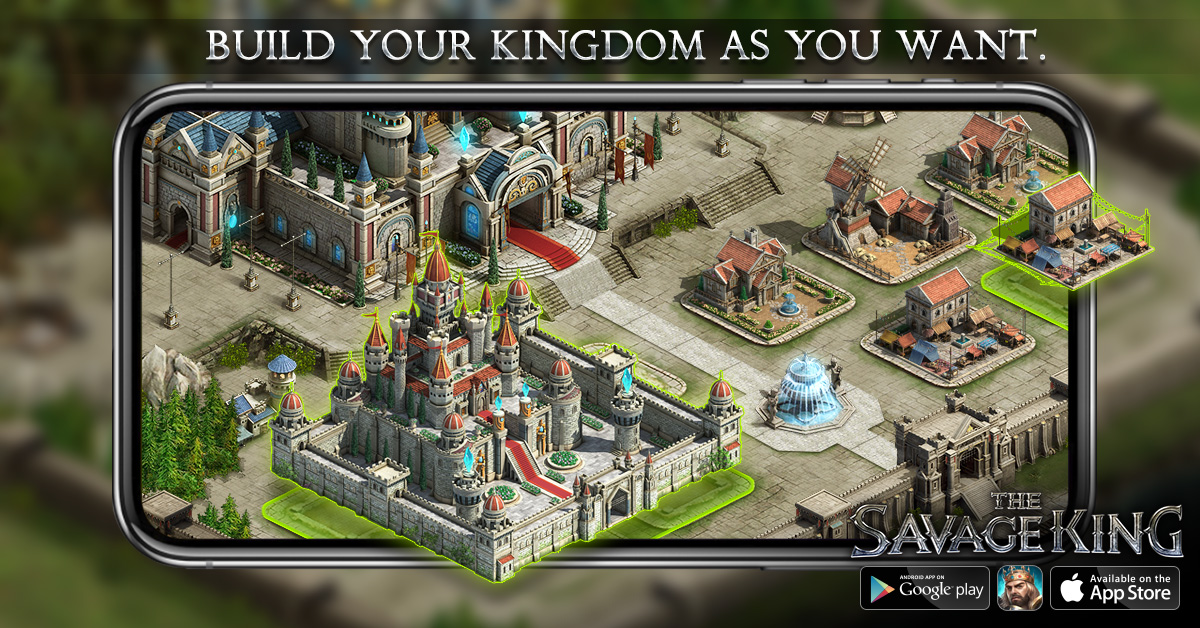 BUILD YOUR KINGDOM AS YOU WANT.
THE
SAVAGE KING
ANDROID APP ON
Google play
Available on the
App Store